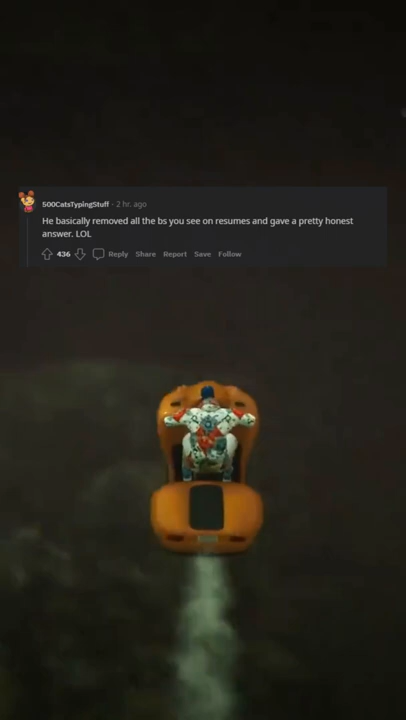 500CatsTypingStuff · 2 hr. ago
He basically removed all the bs you see on resumes and gave a pretty honest
answer. LOL
436 Reply Share Report Save Follow